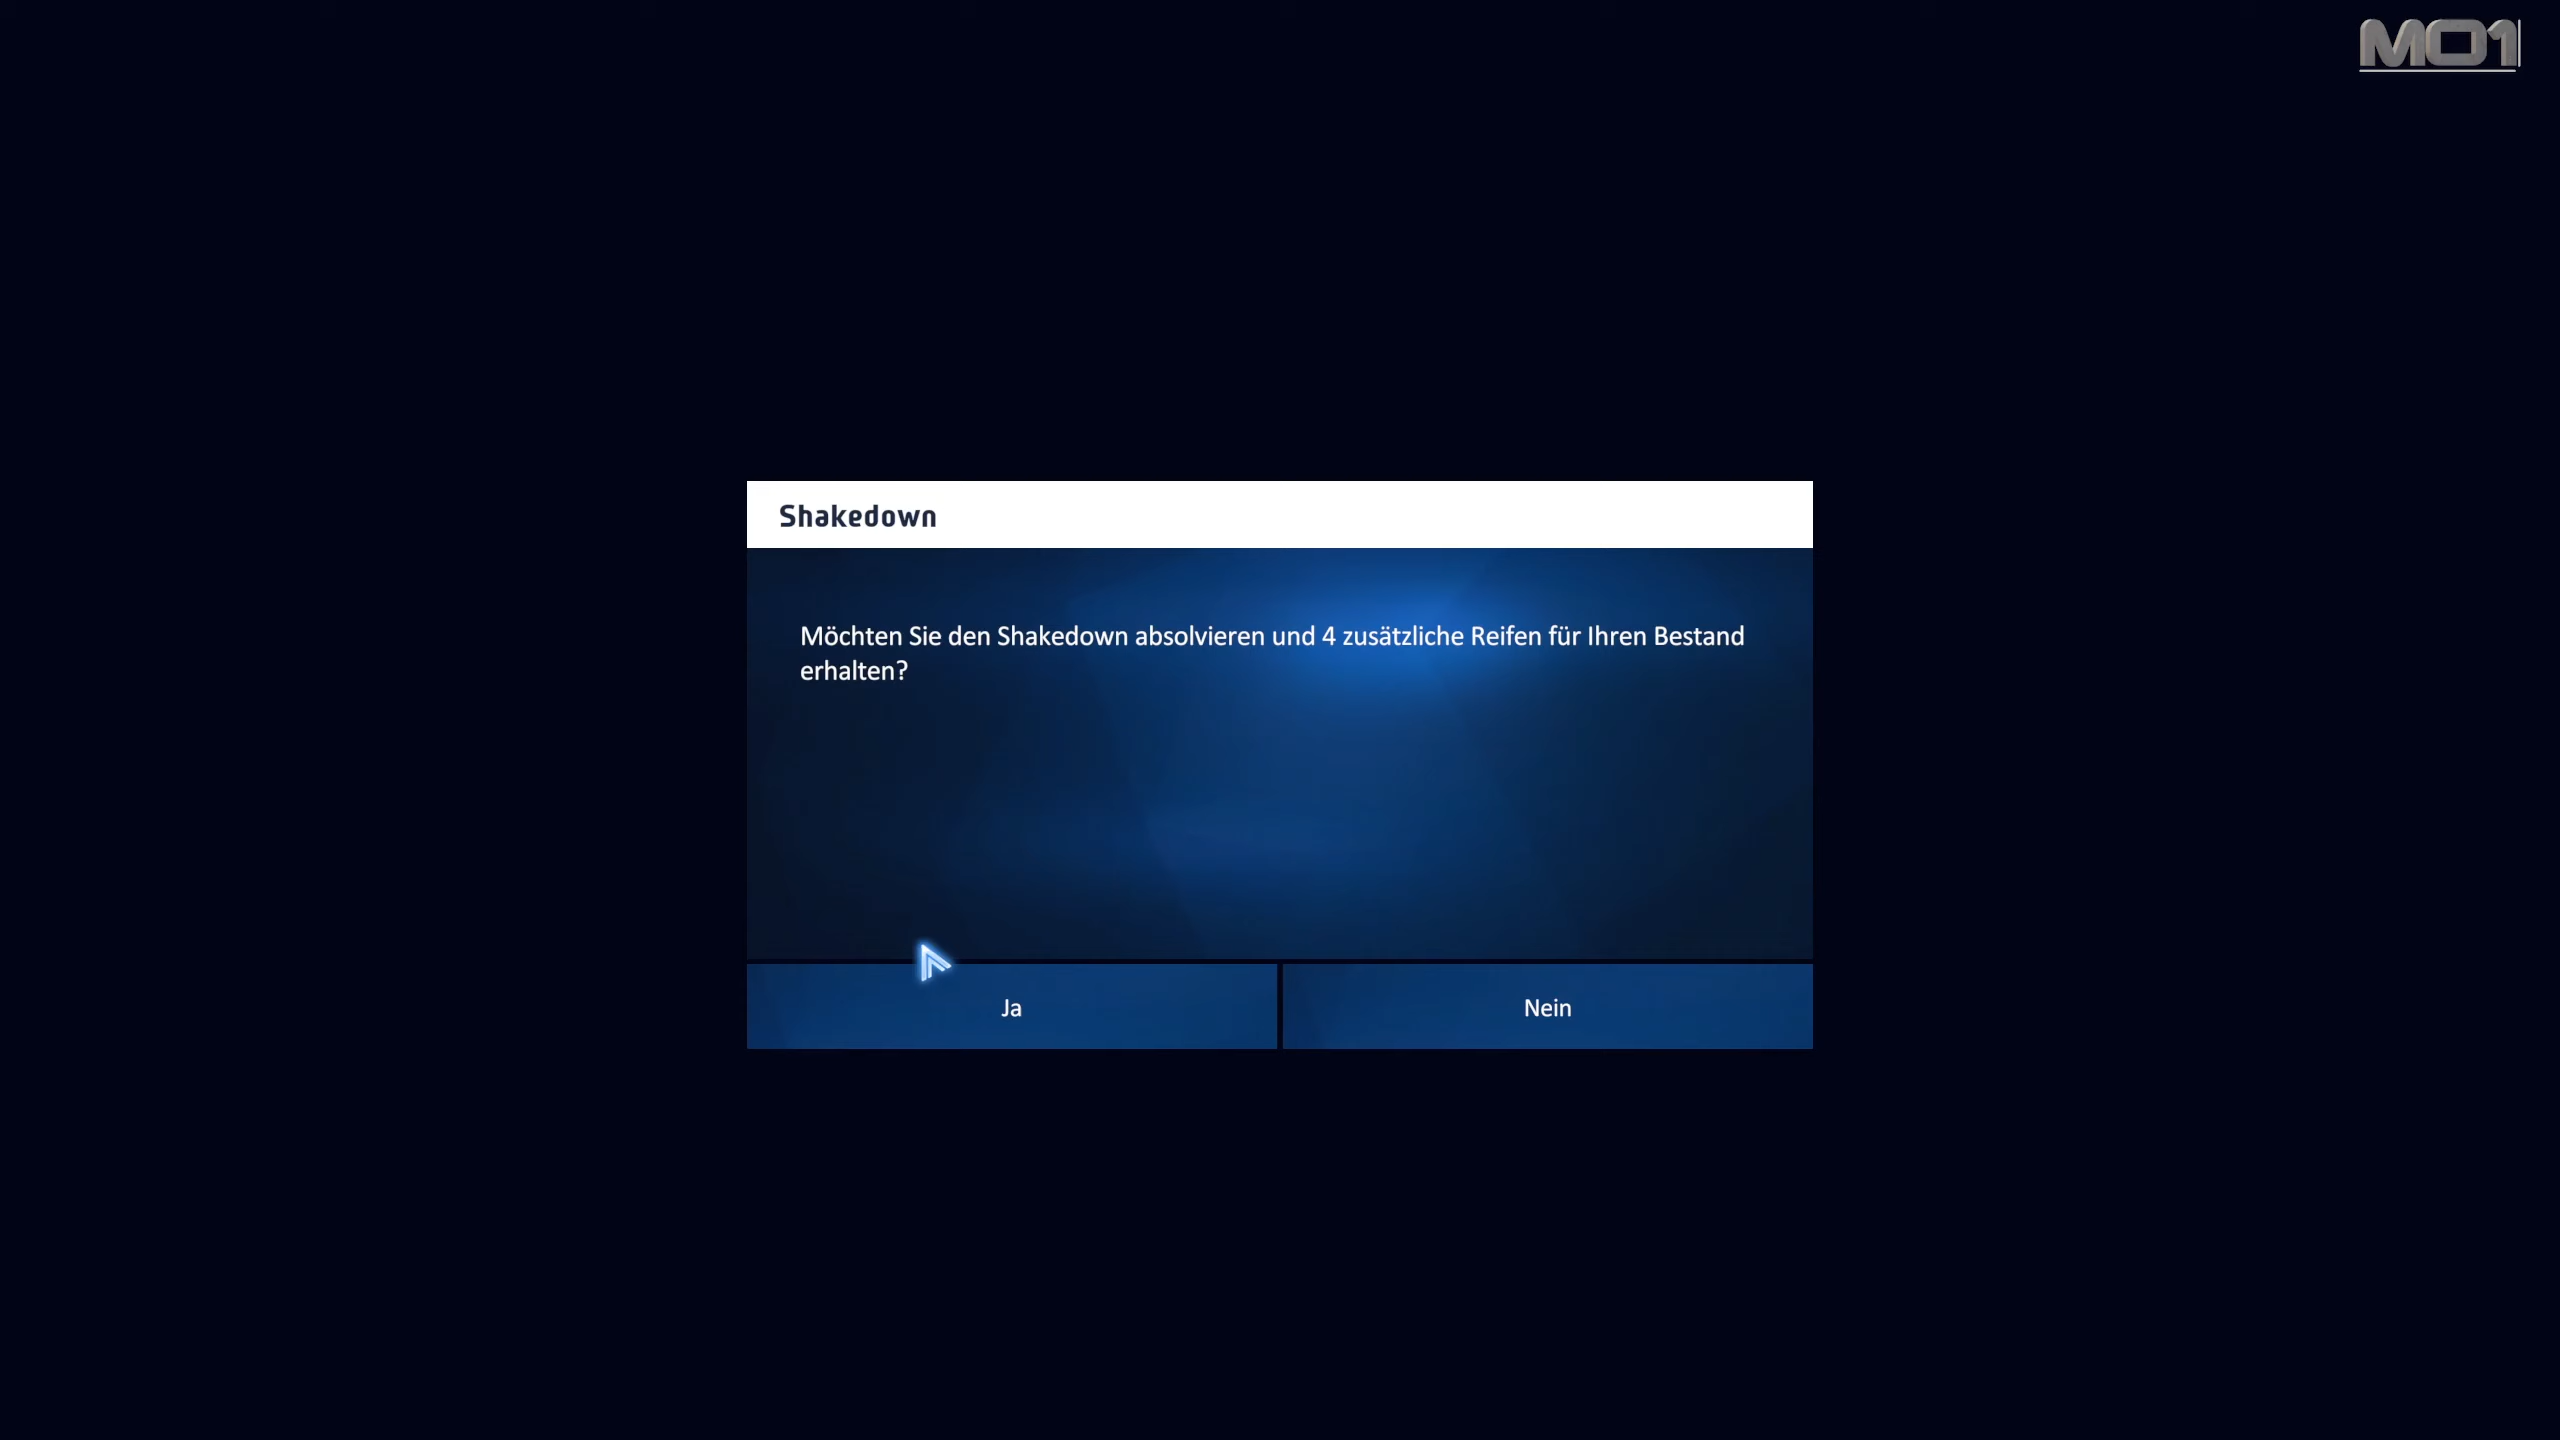 MO1
Shakedown
Möchten Sie den Shakedown absolvieren und 4 zusätzliche Reifen für Ihren Bestand
erhalten?
Ja
Nein